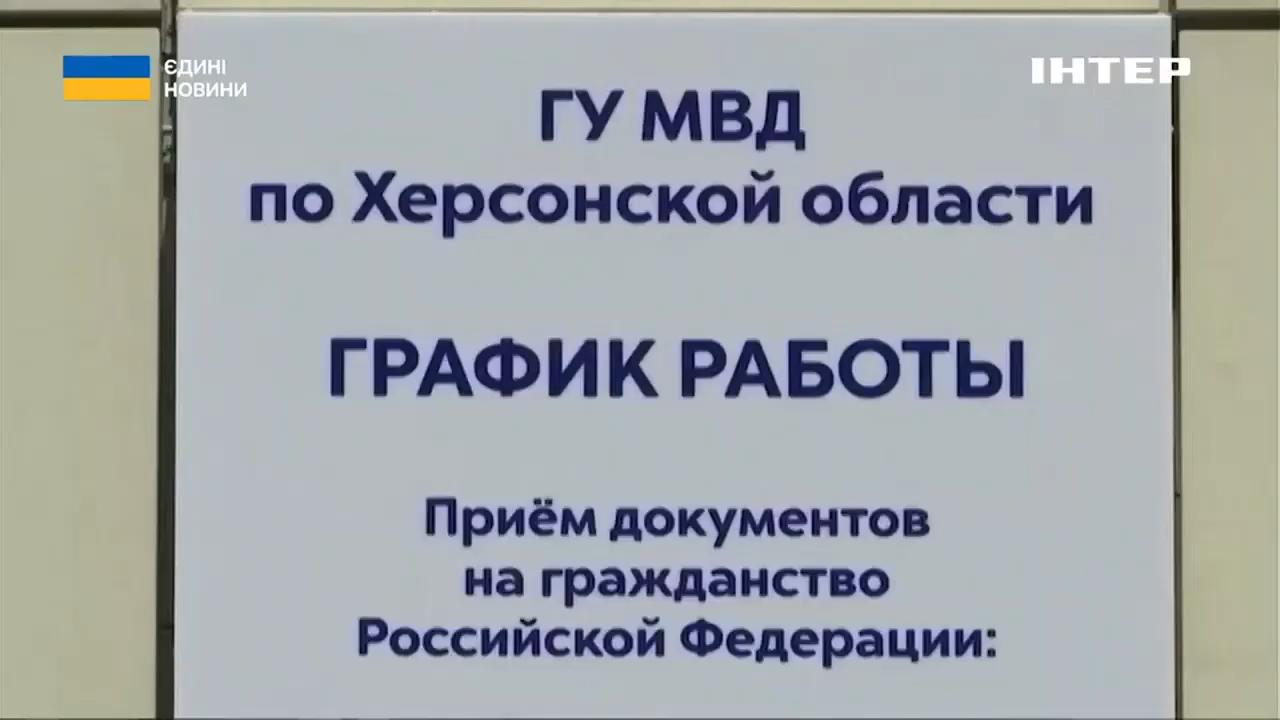 ЄДИНІ
НОВИНИ
ІНТЕР
ГУ МВД
по Херсонской области
ГРАФИК РАБОТЫ
Приём документов
на гражданство
Российской Федерации: